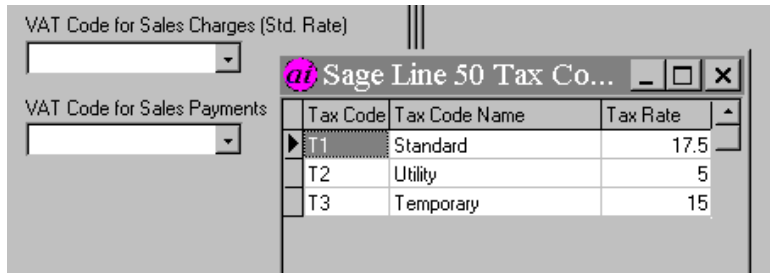 VAT Code for Sales Charges (Std. Rate)
VAT Code for Sales Payments
ai Sage Line 50 Tax Co...
Tax Code Tax Code Name Tax Rate
T1 Standard 17.5
T2 Utility 5
T3 Temporary 15